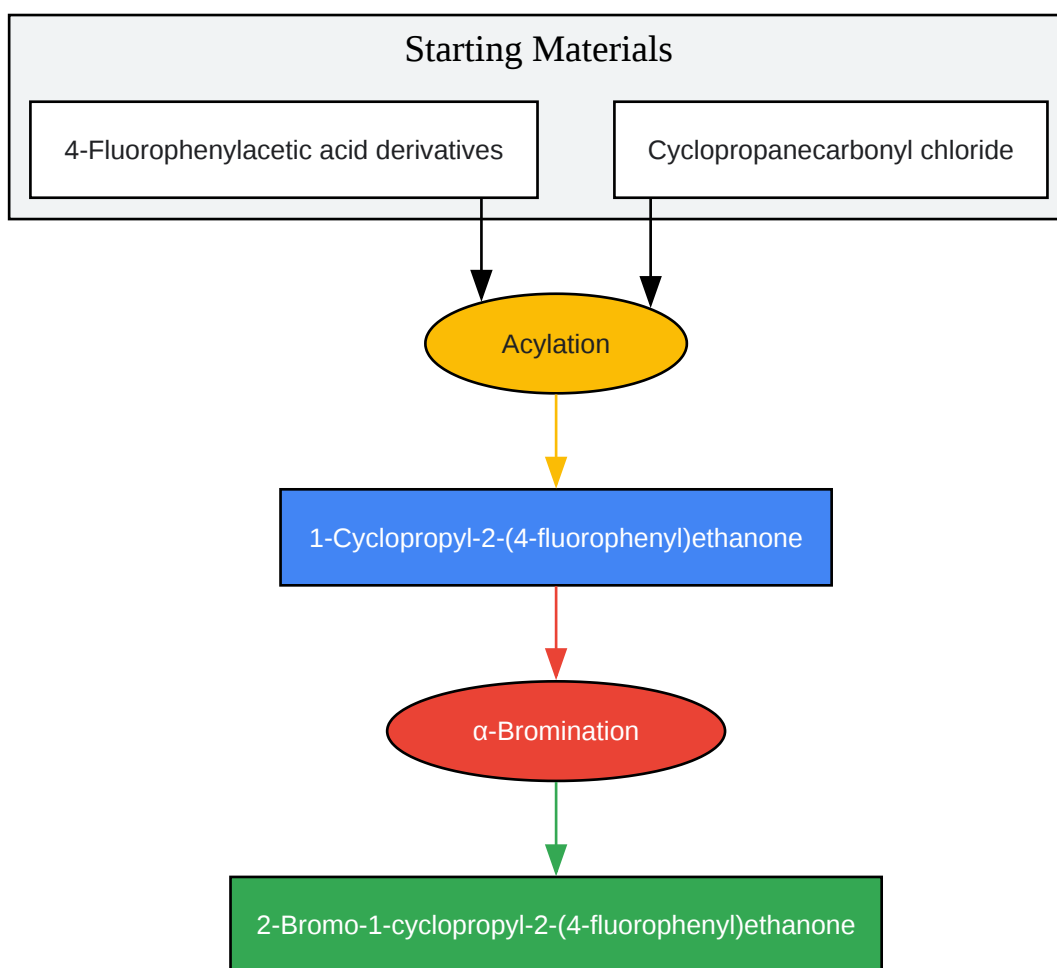 Starting Materials
4-Fluorophenylacetic acid derivatives
Cyclopropanecarbonyl chloride
Acylation
1-Cyclopropyl-2-(4-fluorophenyl)ethanone
α-Bromination
2-Bromo-1-cyclopropyl-2-(4-fluorophenyl)ethanone